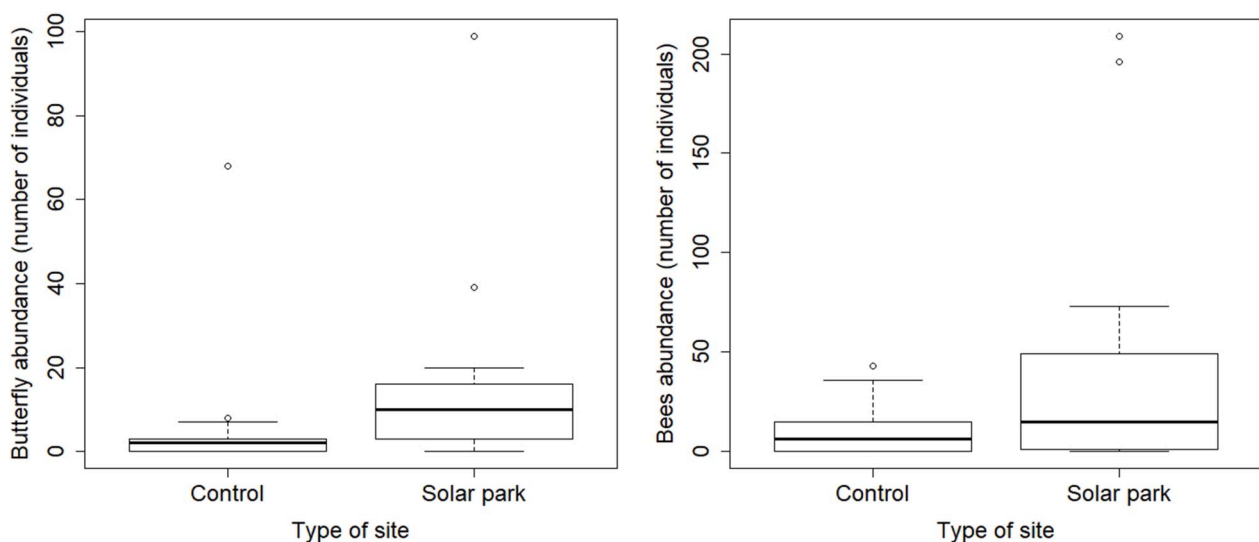 Butterfly abundance (number of individuals)
100
80
60
40
20
0
Control
Solar park
Type of site
Bees abundance (number of individuals)
200
150
100
50
0
Control
Solar park
Type of site